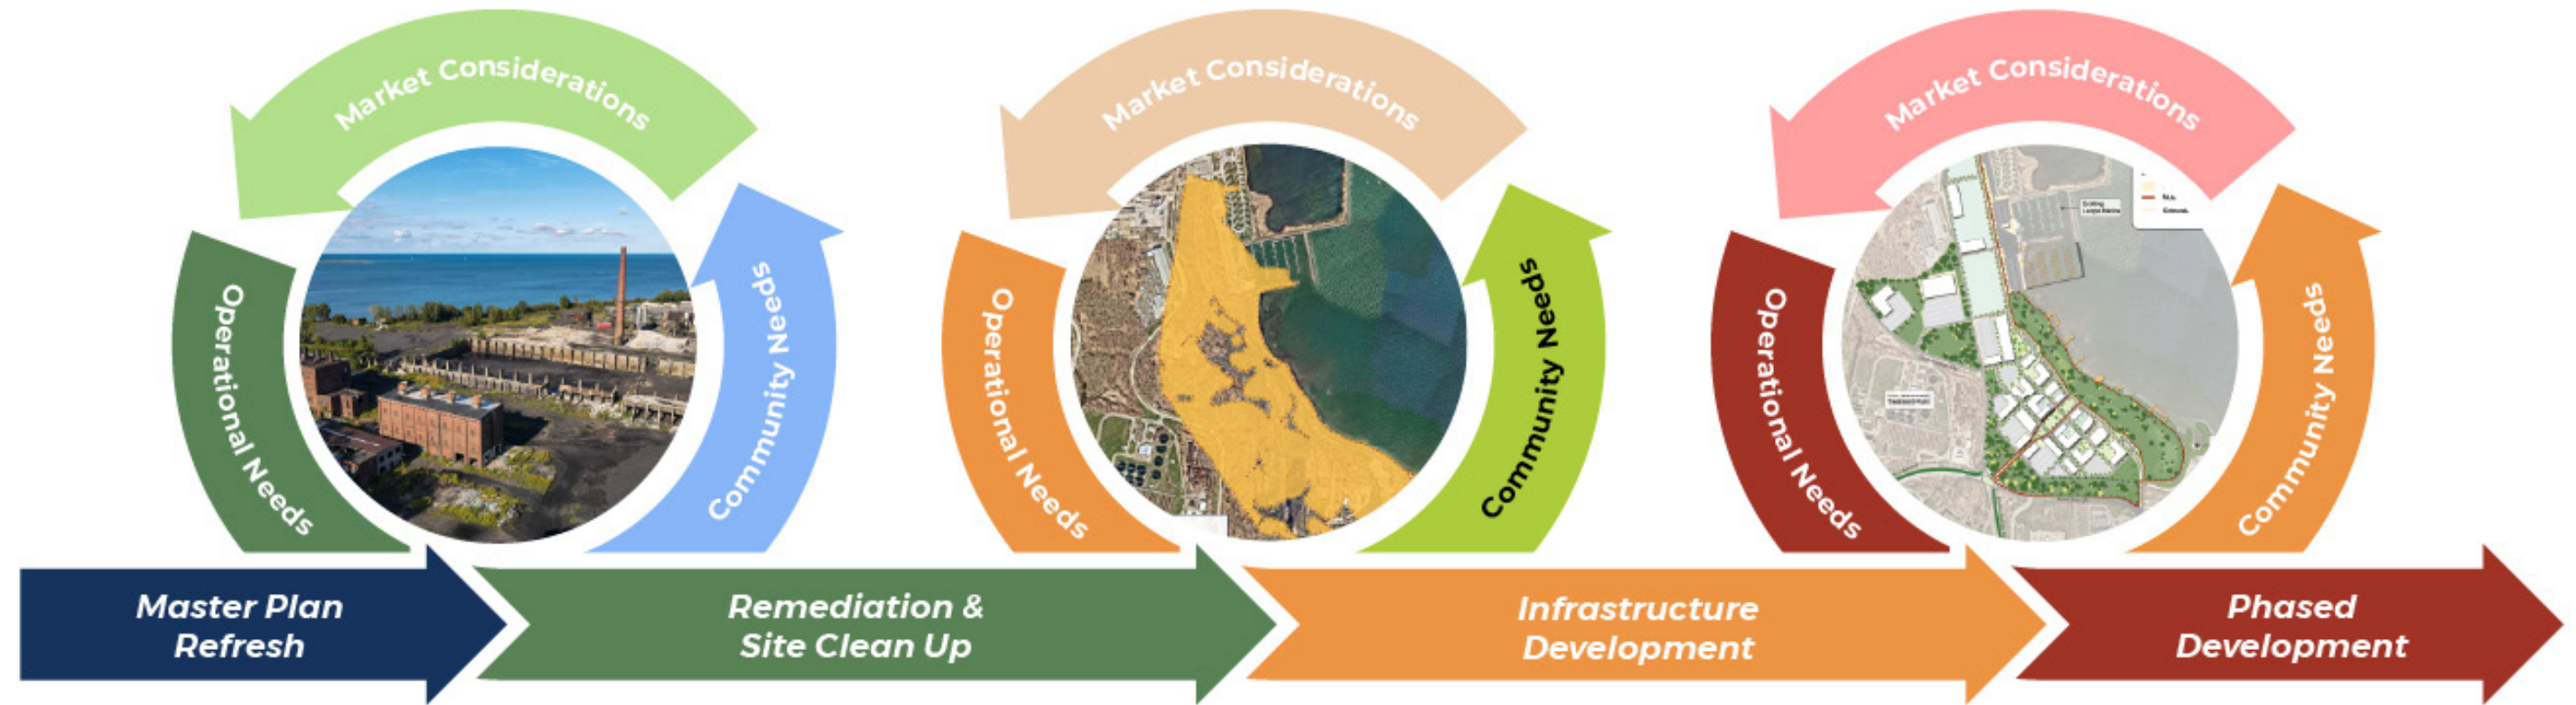 Market Considerations
Operational Needs
Community Needs
Market Considerations
Operational Needs
Community Needs
Market Considerations
Operational Needs
Community Needs
Master Plan
Refresh
Remediation &
Site Clean Up
Infrastructure
Development
Phased
Development